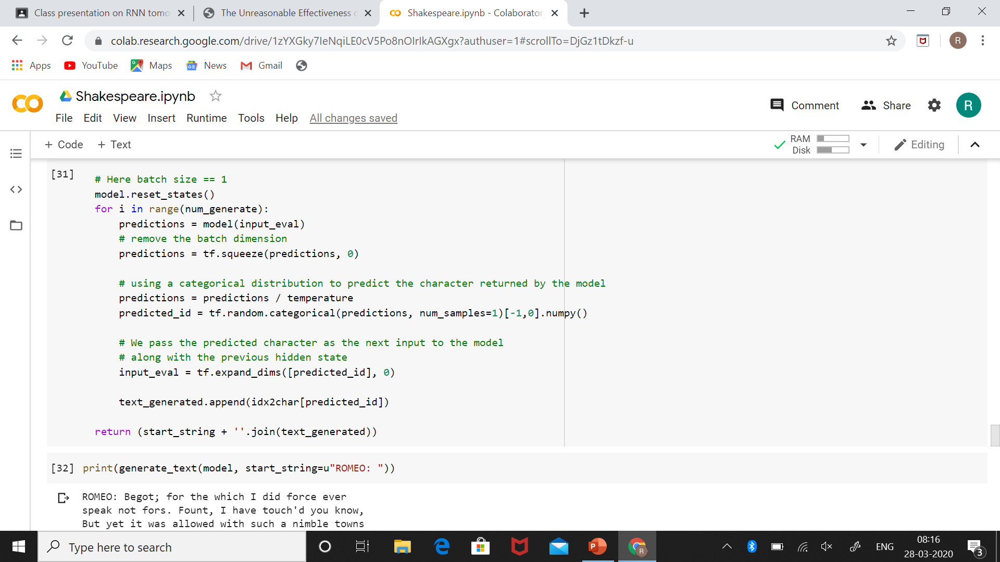 Class presentation on RNN tomo
The Unreasonable Effectiveness o
Shakespeare.ipynb - Colaborator
colab.research.google.com/drive/1zYXGky7IeNqiLE0cV5Po8nOIrIkAGXgx?authuser=1#scrollTo=DjGz1tDkzf-u
R
Apps YouTube Maps News Gmail
Shakespeare.ipynb
Comment Share R
File Edit View Insert Runtime Tools Help All changes saved
+ Code + Text
RAM
Disk
Editing
[31]
# Here batch size == 1
model.reset_states()
for i in range(num_generate):
predictions = model(input_eval)
# remove the batch dimension
predictions = tf.squeeze(predictions, 0)
# using a categorical distribution to predict the character returned by the model
predictions = predictions / temperature
predicted_id = tf.random.categorical(predictions, num_samples=1)[-1,0].numpy()
# We pass the predicted character as the next input to the model
# along with the previous hidden state
input_eval = tf.expand_dims([predicted_id], 0)
text_generated.append(idx2char[predicted_id])
return (start_string + ''.join(text_generated))
[32] print(generate_text(model, start_string=u"ROMEO: "))
ROMEO: Begot; for the which I did force ever
speak not fors. Fount, I have touch'd you know,
But yet it was allowed with such a nimble towns
Type here to search
ENG
08:16
28-03-2020
3